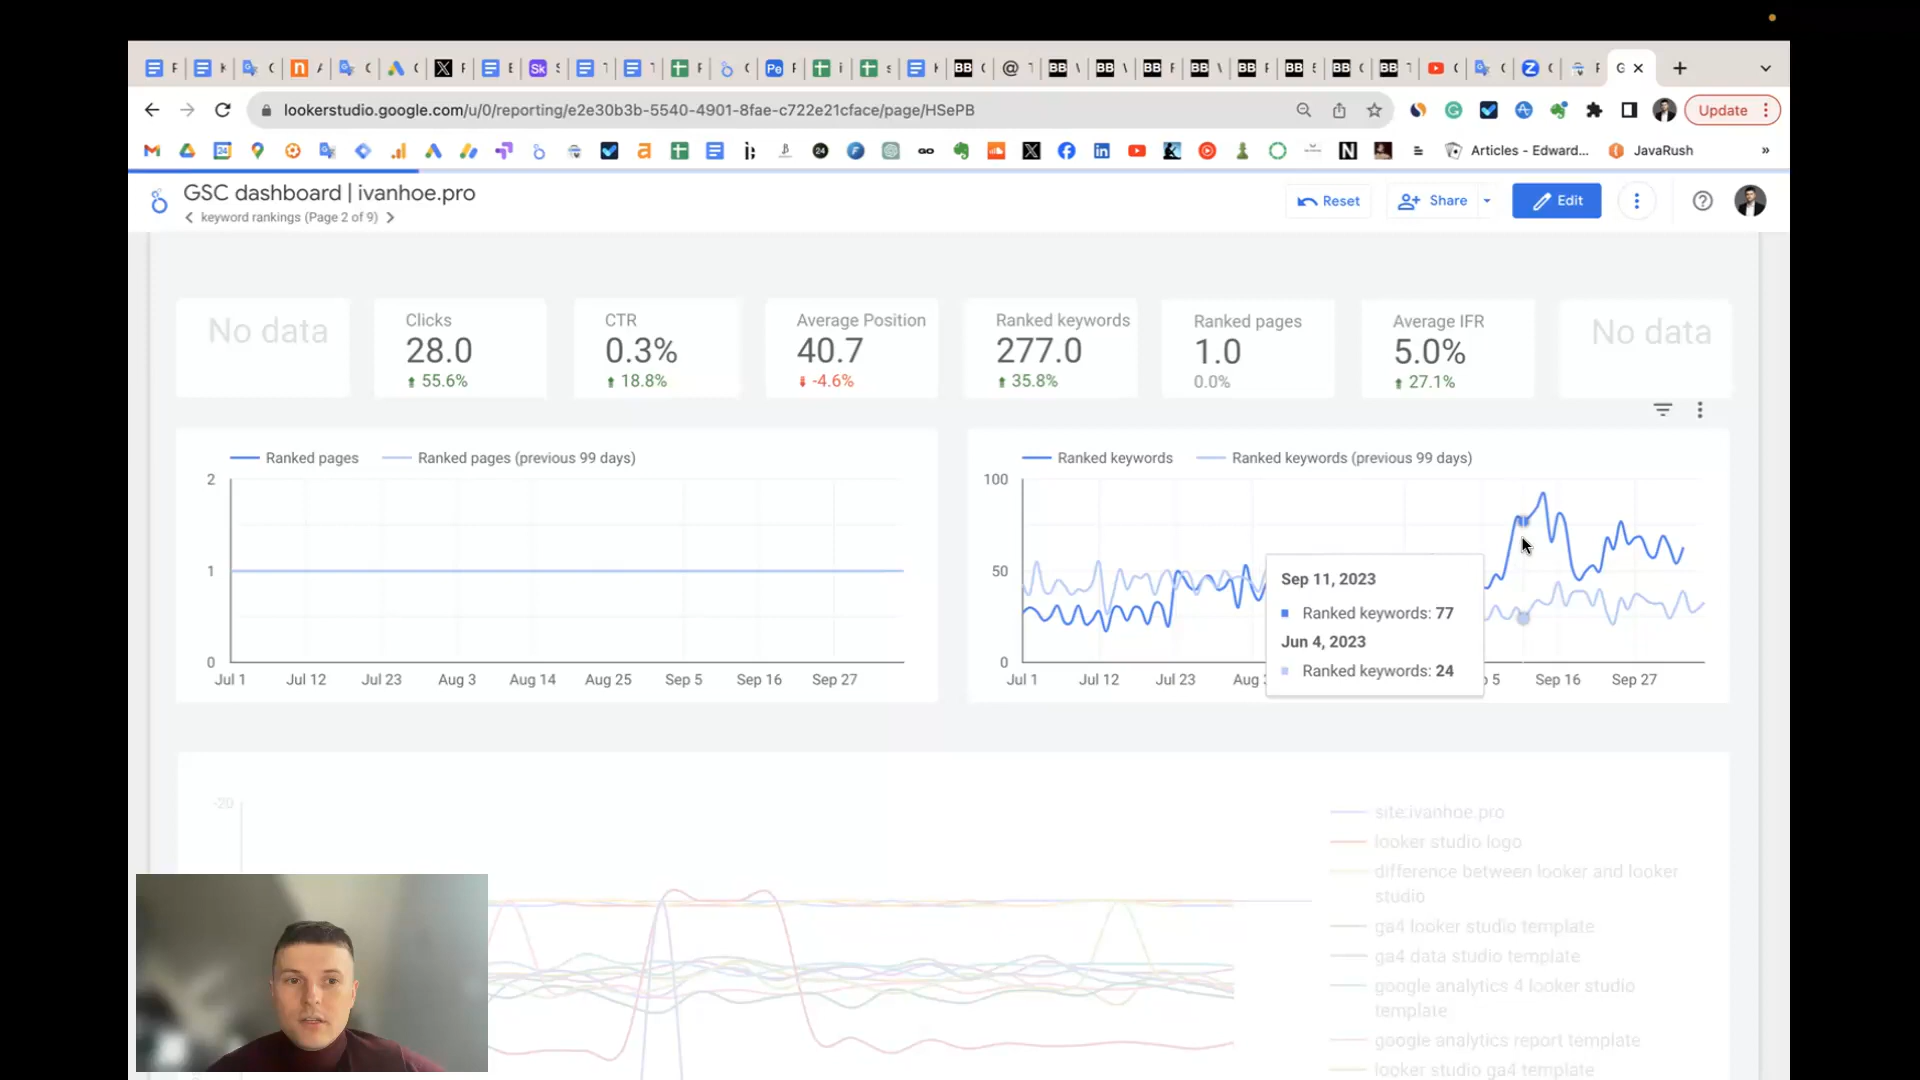 lookerstudio.google.com/u/0/reporting/e2e30b3b-5540-4901-8fae-c722e21cface/page/HSePB
Update
Articles - Edward...
JavaRush
»
GSC dashboard | ivanhoe.pro
keyword rankings (Page 2 of 9)
Reset
Share
Edit
No data
Clicks
28.0
55.6%
CTR
0.3%
18.8%
Average Position
40.7
-4.6%
Ranked keywords
277.0
35.8%
Ranked pages
1.0
0.0%
Average IFR
5.0%
27.1%
No data
Ranked pages
Ranked pages (previous 99 days)
2
1
0
Jul 1
Jul 12
Jul 23
Aug 3
Aug 14
Aug 25
Sep 5
Sep 16
Sep 27
Ranked keywords
Ranked keywords (previous 99 days)
100
50
0
Jul 1
Jul 12
Jul 23
Aug
5
Sep 16
Sep 27
Sep 11, 2023
Ranked keywords: 77
Jun 4, 2023
Ranked keywords: 24
-20
site:ivanhoe.pro
looker studio logo
difference between looker and looker
studio
ga4 looker studio template
ga4 data studio template
google analytics 4 looker studio
template
google analytics report template
looker studio ga4 template